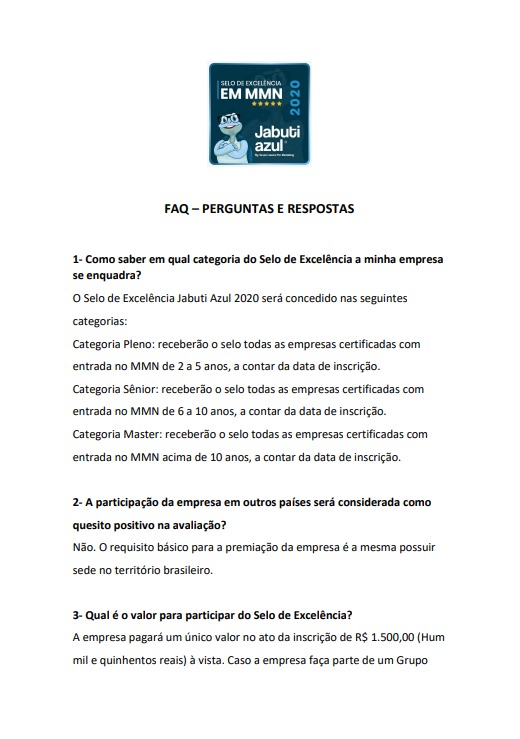 SELO DE EXCELÊNCIA
EM MMN
2020
Jabuti
azul
FAQ – PERGUNTAS E RESPOSTAS
1- Como saber em qual categoria do Selo de Excelência a minha empresa
se enquadra?
O Selo de Excelência Jabuti Azul 2020 será concedido nas seguintes
categorias:
Categoria Pleno: receberão o selo todas as empresas certificadas com
entrada no MMN de 2 a 5 anos, a contar da data de inscrição.
Categoria Sênior: receberão o selo todas as empresas certificadas com
entrada no MMN de 6 a 10 anos, a contar da data de inscrição.
Categoria Master: receberão o selo todas as empresas certificadas com
entrada no MMN acima de 10 anos, a contar da data de inscrição.
2- A participação da empresa em outros países será considerada como
quesito positivo na avaliação?
Não. O requisito básico para a premiação da empresa é a mesma possuir
sede no território brasileiro.
3- Qual é o valor para participar do Selo de Excelência?
A empresa pagará um único valor no ato da inscrição de R$ 1.500,00 (Hum
mil e quinhentos reais) à vista. Caso a empresa faça parte de um Grupo